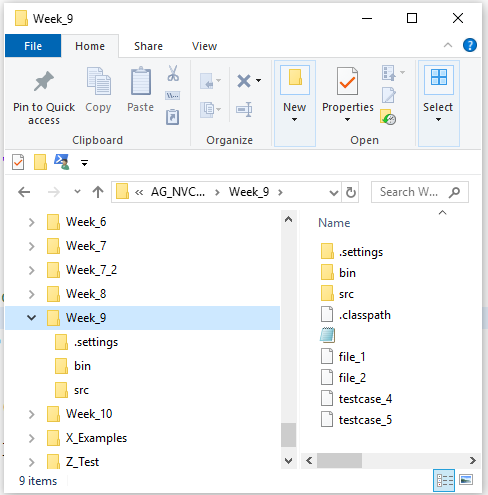 Week_9
File Home Share View
Pin to Quick access
Copy
Paste
New
Properties
Select
Clipboard
Organize
Open
AG_NVC... Week_9
Search W...
Week_6
Week_7
Week_7_2
Week_8
Week_9
.settings
bin
src
Week_10
X_Examples
Z_Test
Name
.settings
bin
src
.classpath
file_1
file_2
testcase_4
testcase_5
9 items